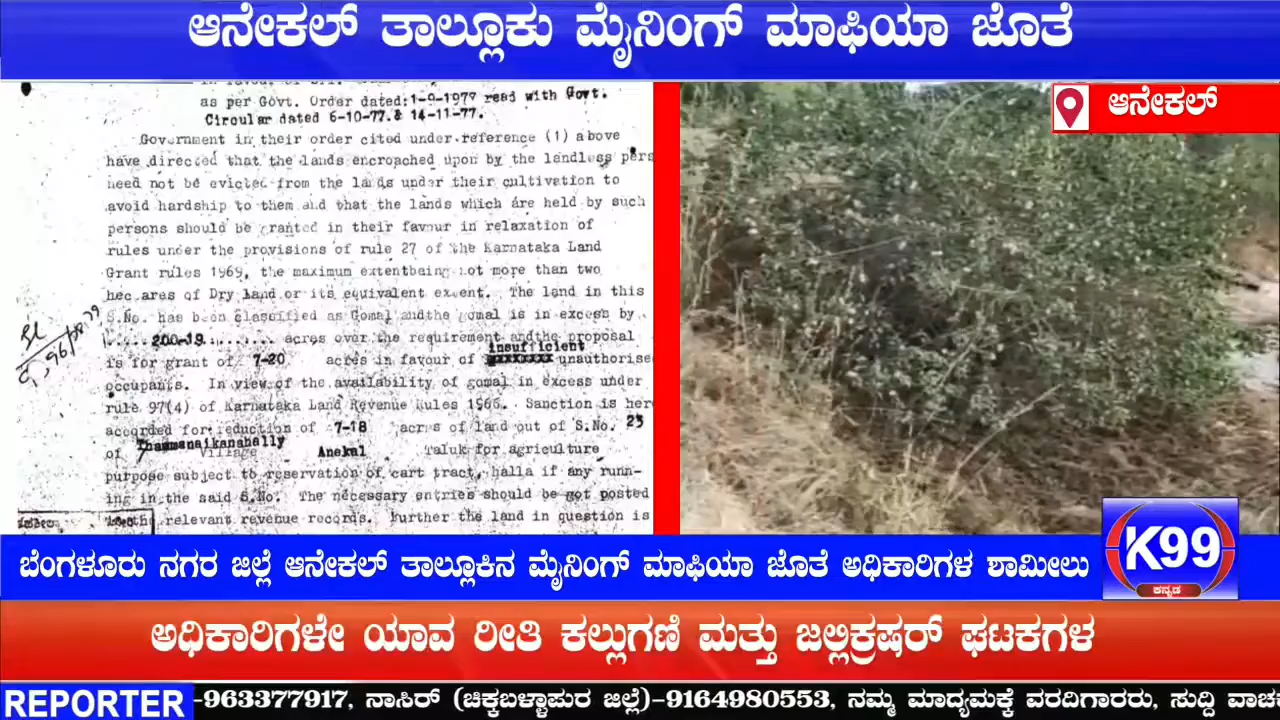 ಆನೇಕಲ್ ತಾಲ್ಲೂಕು ಮೈನಿಂಗ್ ಮಾಫಿಯಾ ಜೊತೆ
ಆನೇಕಲ್
as per Govt. Order dated:1-9-1977 read with Govt.
Circular dated 6-10-77.& 14-11-77.
Government in their order cited under reference (1) above
have directed that the lands encroached upon by the landless pers
need not be evicted from the lands under their cultivation to
avoid hardship to them and that the lands which are held by such
persons should be granted in their favour in relaxation of
rules under the provisions of rule 27 of the Karnataka Land
Grant rules 1969, the maximum extentbeing not more than two
hec.ares of Dry Land or its equivalent extent. The land in this
S.No. has been classified as Gomal andthe gomal is in excess by
200-19 acres over the requirement andthe proposal
is for grant of 7-20 acres in favour of insufficient unauthorise
occupants. In view of the availability of gomal in excess under
rule 97(4) of Karnataka Land Revenue Rules 1966. Sanction is her
accorded for reduction of 7-18 acres of land out of S.No. 23
of Thammanaikanahally Village Anekal Taluk for agriculture
purpose subject to reservation of cart tract, halla if any runn-
ing in the said S.No. The necessary entries should be got posted
relevant revenue records. Further the land in question is
ಬೆಂಗಳೂರು ನಗರ ಜಿಲ್ಲೆ ಆನೇಕಲ್ ತಾಲ್ಲೂಕಿನ ಮೈನಿಂಗ್ ಮಾಫಿಯಾ ಜೊತೆ ಅಧಿಕಾರಿಗಳ ಶಾಮೀಲು
K99
ಕನ್ನಡ
ಅಧಿಕಾರಿಗಳೇ ಯಾವ ರೀತಿ ಕಲ್ಲುಗಣಿ ಮತ್ತು ಜಲ್ಲಿಕ್ರಷರ್ ಘಟಕಗಳ
REPORTER -963377917, ನಾಸಿರ್ (ಚಿಕ್ಕಬಳ್ಳಾಪುರ ಜಿಲ್ಲೆ)-9164980553, ನಮ್ಮ ಮಾಧ್ಯಮಕ್ಕೆ ವರದಿಗಾರರು, ಸುದ್ದಿ ವಾಚ